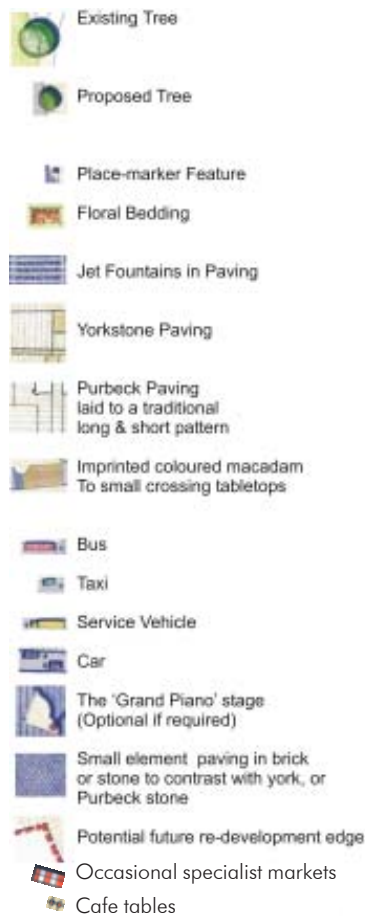 Existing Tree
Proposed Tree
Place-marker Feature
Floral Bedding
Jet Fountains in Paving
Yorkstone Paving
Purbeck Paving
laid to a traditional
long & short pattern
Imprinted coloured macadam
To small crossing tabletops
Bus
Taxi
Service Vehicle
Car
The 'Grand Piano' stage
(Optional if required)
Small element paving in brick
or stone to contrast with york, or
Purbeck stone
Potential future re-development edge
Occasional specialist markets
Cafe tables